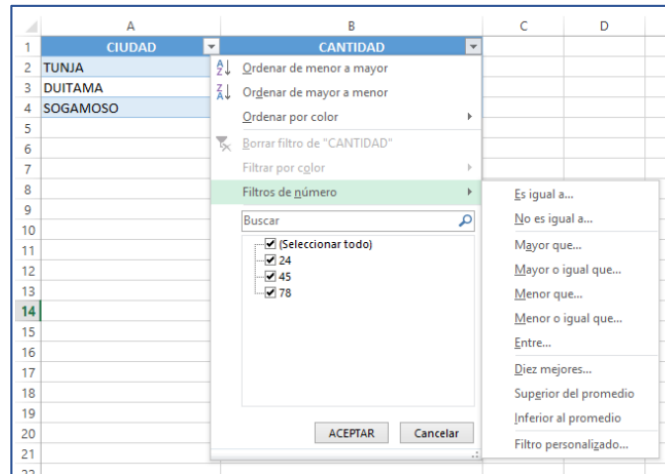 A B C D
1 CIUDAD CANTIDAD
2 TUNJA
3 DUITAMA
4 SOGAMOSO
5
6
7
8
9
10
11
12
13
14
15
16
17
18
19
20
21
22
Ordenar de menor a mayor
Ordenar de mayor a menor
Ordenar por color
Borrar filtro de "CANTIDAD"
Filtrar por color
Filtros de número
Buscar
(Seleccionar todo)
24
45
78
ACEPTAR Cancelar
Es igual a...
No es igual a...
Mayor que...
Mayor o igual que...
Menor que...
Menor o igual que...
Entre...
Diez mejores...
Superior del promedio
Inferior al promedio
Filtro personalizado...